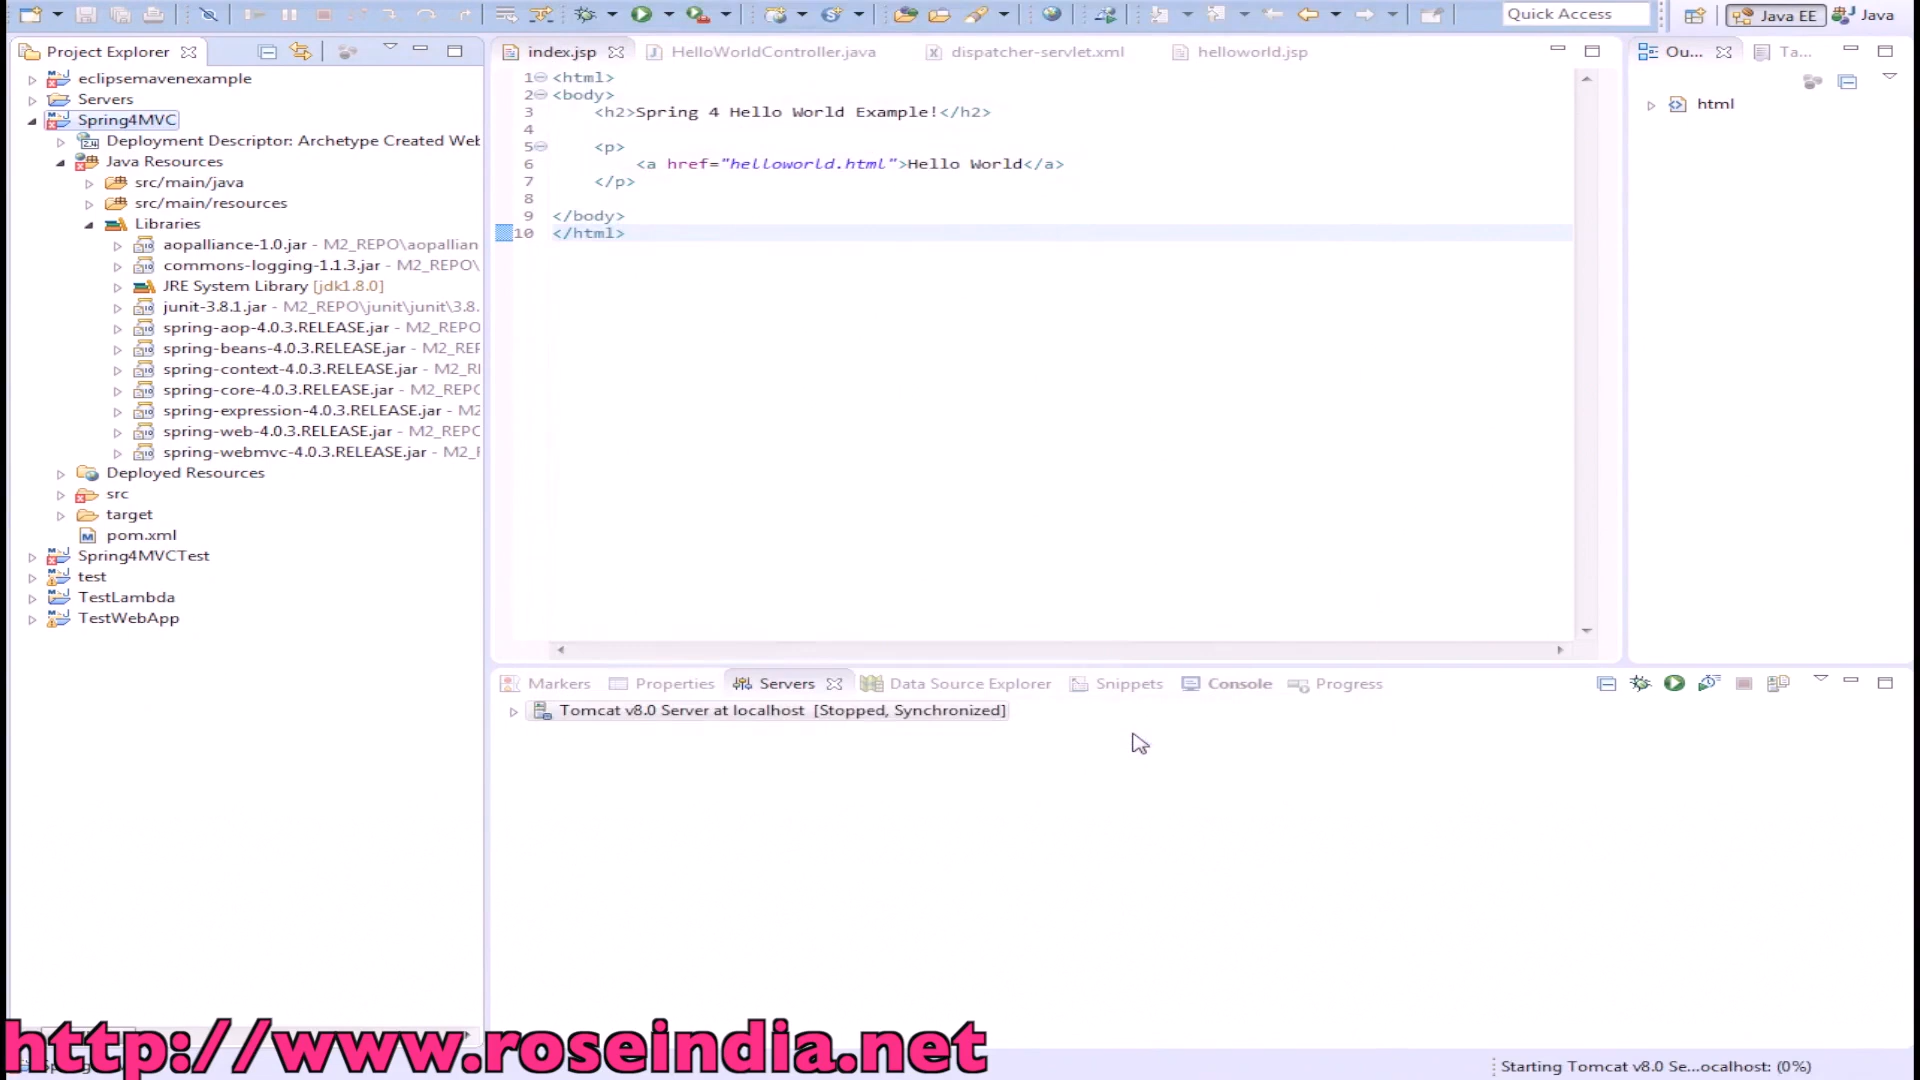 Quick Access
Java EE
Java
Project Explorer
eclipsemavenexample
Servers
Spring4MVC
Deployment Descriptor: Archetype Created Web
Java Resources
src/main/java
src/main/resources
Libraries
aopalliance-1.0.jar - M2_REPO\aopallian
commons-logging-1.1.3.jar - M2_REPO\
JRE System Library [jdk1.8.0]
junit-3.8.1.jar - M2_REPO\junit\junit\3.8.
spring-aop-4.0.3.RELEASE.jar - M2_REPO
spring-beans-4.0.3.RELEASE.jar - M2_REF
spring-context-4.0.3.RELEASE.jar - M2_R
spring-core-4.0.3.RELEASE.jar - M2_REPO
spring-expression-4.0.3.RELEASE.jar - M2
spring-web-4.0.3.RELEASE.jar - M2_REPO
spring-webmvc-4.0.3.RELEASE.jar - M2_
Deployed Resources
src
target
pom.xml
Spring4MVCTest
test
TestLambda
TestWebApp
index.jsp
HelloWorldController.java
dispatcher-servlet.xml
helloworld.jsp
1 <html>
2 <body>
3 <h2>Spring 4 Hello World Example!</h2>
4
5 <p>
6 <a href="helloworld.html">Hello World</a>
7 </p>
8
9 </body>
10 </html>
Ou...
Ta...
html
Markers
Properties
Servers
Data Source Explorer
Snippets
Console
Progress
Tomcat v8.0 Server at localhost [Stopped, Synchronized]
http://www.roseindia.net
Starting Tomcat v8.0 Se...ocalhost: (0%)